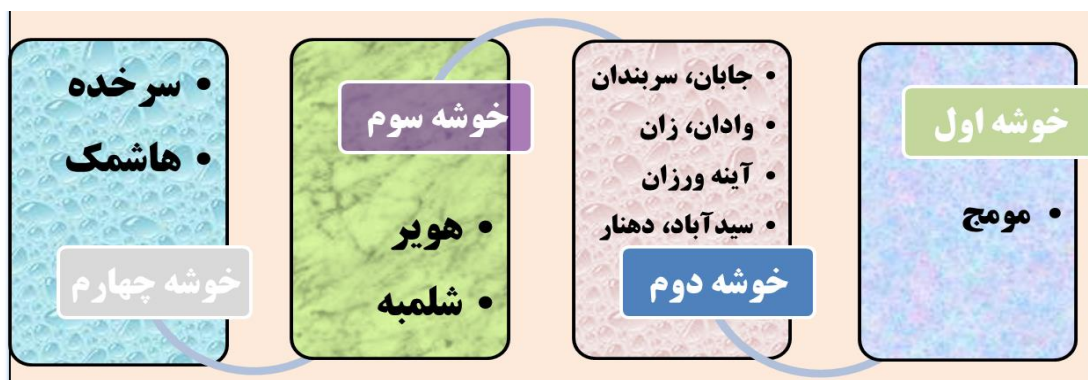 خوشه اول
• مومج
• جابان، سربندان
• وادان، زان
• آینه ورزان
• سیدآباد، دهنار
خوشه دوم
خوشه سوم
• هویر
• شلمبه
• سرخده
• هاشمک
خوشه چهارم